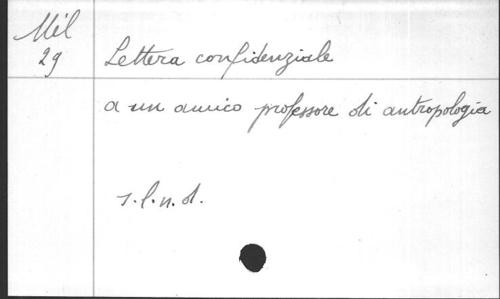 Mil
29
Lettera confidenziale
a un amico professore di antropologia
s.l.n.d.